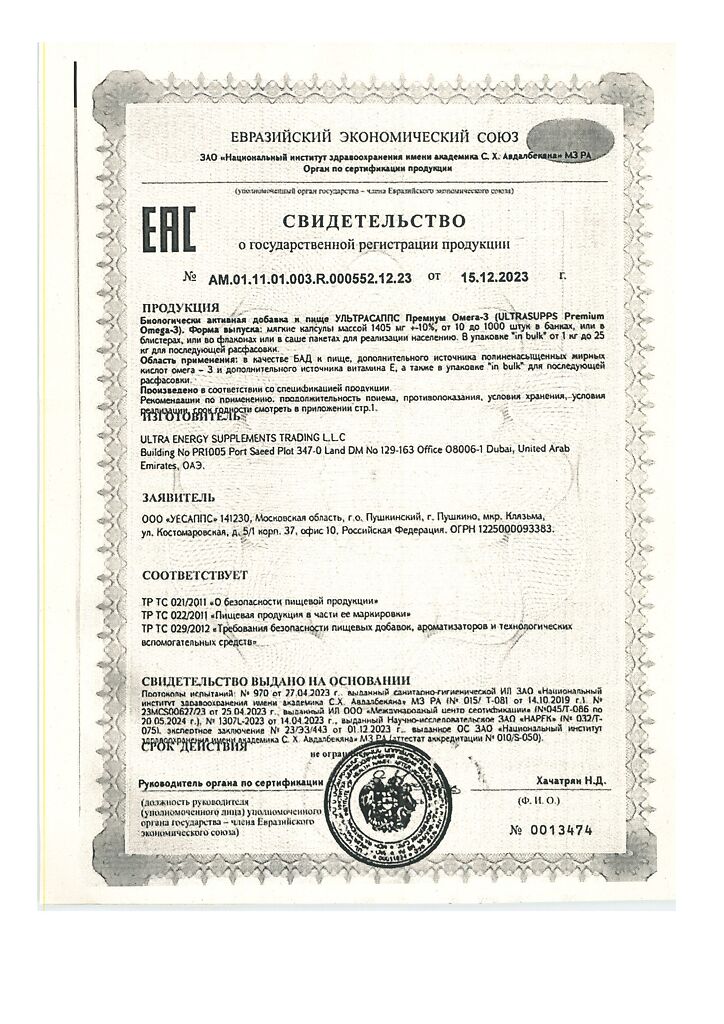 ЕВРАЗИЙСКИЙ ЭКОНОМИЧЕСКИЙ СОЮЗ
ЗАО «Национальный институт здравоохранения имени академика С. Х. Авдалбекяна» МЗ РА
Орган по сертификации продукции
(уполномоченный орган государства – члена Евразийского экономического союза)
EAC
СВИДЕТЕЛЬСТВО
о государственной регистрации продукции
№ AM.01.11.01.003.R.000552.12.23 от 15.12.2023 г.
ПРОДУКЦИЯ
Биологически активная добавка к пище УЛЬТРАСАППС Премиум Омега-3 (ULTRASUPPS Premium
Omega-3). Форма выпуска: мягкие капсулы массой 1405 мг +-10%, от 10 до 1000 штук в банках, или в
блистерах, или во флаконах или в саше пакетах для реализации населению. В упаковке "in bulk" от 1 кг до 25
кг для последующей расфасовки.
Область применения: в качестве БАД к пище, дополнительного источника полиненасыщенных жирных
кислот омега – 3 и дополнительного источника витамина Е, а также в упаковке "in bulk" для последующей
расфасовки.
Произведено в соответствии со спецификацией продукции.
Рекомендации по применению, продолжительность приема, противопоказания, условия хранения, условия
реализации, срок годности смотреть в приложении стр.1.
ИЗГОТОВИТЕЛЬ
ULTRA ENERGY SUPPLEMENTS TRADING L.L.C
Building No PR1005 Port Saeed Plot 347-0 Land DM No 129-163 Office O8006-1 Dubai, United Arab
Emirates, ОАЭ.
ЗАЯВИТЕЛЬ
ООО «УЕСАППС» 141230, Московская область, г.о. Пушкинский, г. Пушкино, мкр. Клязьма,
ул. Костомаровская, д. 5/1 корп. 37, офис 10, Российская Федерация. ОГРН 1225000093383.
СООТВЕТСТВУЕТ
ТР ТС 021/2011 «О безопасности пищевой продукции»
ТР ТС 022/2011 «Пищевая продукция в части ее маркировки»
ТР ТС 029/2012 «Требования безопасности пищевых добавок, ароматизаторов и технологических
вспомогательных средств»
СВИДЕТЕЛЬСТВО ВЫДАНО НА ОСНОВАНИИ
Протоколы испытаний: № 970 от 27.04.2023 г., выданный санитарно-гигиенической ИЛ ЗАО «Национальный
институт здравоохранения имени академика С.Х. Авдалбекяна» МЗ РА (№ 015/ Т-081 от 14.10.2019 г.), №
23MCS00627/23 от 25.04.2023 г., выданный ИЛ ООО «Международный центр сертификации» (№045/Т-086 по
20.05.2024 г.), № 1307L-2023 от 14.04.2023 г., выданный Научно-исследовательское ЗАО «НАРГК» (№ 032/Т-
075), экспертное заключение № 23/ЭЗ/443 от 01.12.2023 г., выданное ОС ЗАО «Национальный институт
здравоохранения имени академика С. Х. Авдалбекяна» МЗ РА (аттестат аккредитации № 010/S-050).
СРОК ДЕЙСТВИЯ
не
Руководитель органа по сертификации
Хачатрян Н.Д.
(должность руководителя
(уполномоченного лица) уполномоченного
органа государства – члена Евразийского
экономического союза)
(Ф. И. О.)
№ 0013474